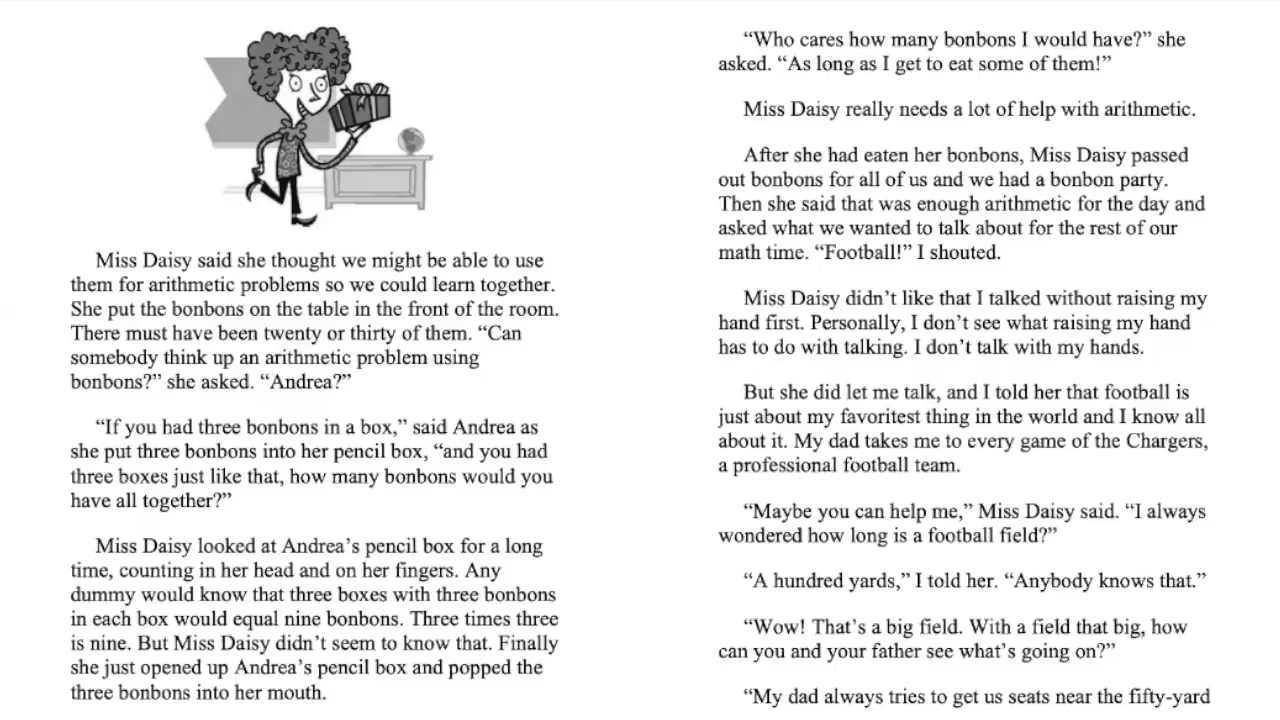 Miss Daisy said she thought we might be able to use
them for arithmetic problems so we could learn together.
She put the bonbons on the table in the front of the room.
There must have been twenty or thirty of them. “Can
somebody think up an arithmetic problem using
bonbons?” she asked. “Andrea?”
“If you had three bonbons in a box,” said Andrea as
she put three bonbons into her pencil box, “and you had
three boxes just like that, how many bonbons would you
have all together?”
Miss Daisy looked at Andrea’s pencil box for a long
time, counting in her head and on her fingers. Any
dummy would know that three boxes with three bonbons
in each box would equal nine bonbons. Three times three
is nine. But Miss Daisy didn’t seem to know that. Finally
she just opened up Andrea’s pencil box and popped the
three bonbons into her mouth.
“Who cares how many bonbons I would have?” she
asked. “As long as I get to eat some of them!”
Miss Daisy really needs a lot of help with arithmetic.
After she had eaten her bonbons, Miss Daisy passed
out bonbons for all of us and we had a bonbon party.
Then she said that was enough arithmetic for the day and
asked what we wanted to talk about for the rest of our
math time. “Football!” I shouted.
Miss Daisy didn’t like that I talked without raising my
hand first. Personally, I don’t see what raising my hand
has to do with talking. I don’t talk with my hands.
But she did let me talk, and I told her that football is
just about my favoritest thing in the world and I know all
about it. My dad takes me to every game of the Chargers,
a professional football team.
“Maybe you can help me,” Miss Daisy said. “I always
wondered how long is a football field?”
“A hundred yards,” I told her. “Anybody knows that.”
“Wow! That’s a big field. With a field that big, how
can you and your father see what’s going on?”
“My dad always tries to get us seats near the fifty-yard